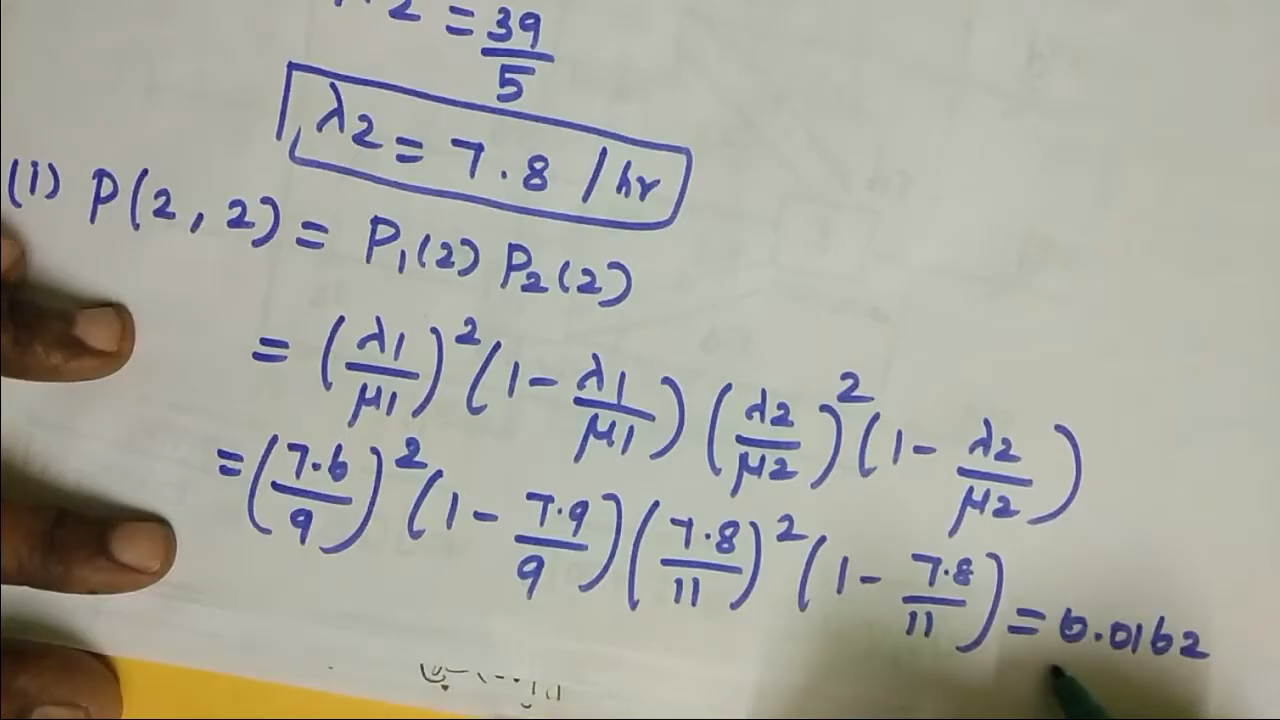 2 = 39/5
λ2 = 7.8 /hr
(i) P(2, 2) = P₁(2) P₂(2)
= (λ1/μ1)² (1 - λ1/μ1) (λ2/μ2)² (1 - λ2/μ2)
= (7.6/9)² (1 - 7.9/9) (7.8/11)² (1 - 7.8/11) = 0.0162